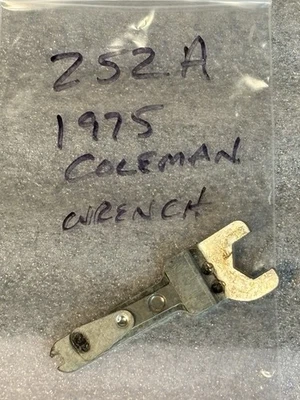 252A
1975
COLEMAN
WRENCH